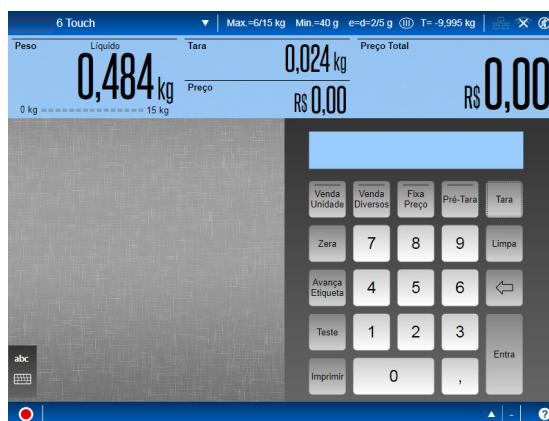 6 Touch ▼ Max.=6/15 kg Min.=40 g e=d=2/5 g III T= -9,995 kg
Peso Líquido Tara Preço Total
0,484 kg 0,024 kg
Preço
R$ 0,00 R$ 0,00
0 kg 15 kg
Venda Unidade Venda Diversos Fixa Preço Pré-Tara Tara
Zera 7 8 9 Limpa
Avança Etiqueta 4 5 6
Teste 1 2 3
Entra
Imprimir 0 ,
abc
▲ - ?